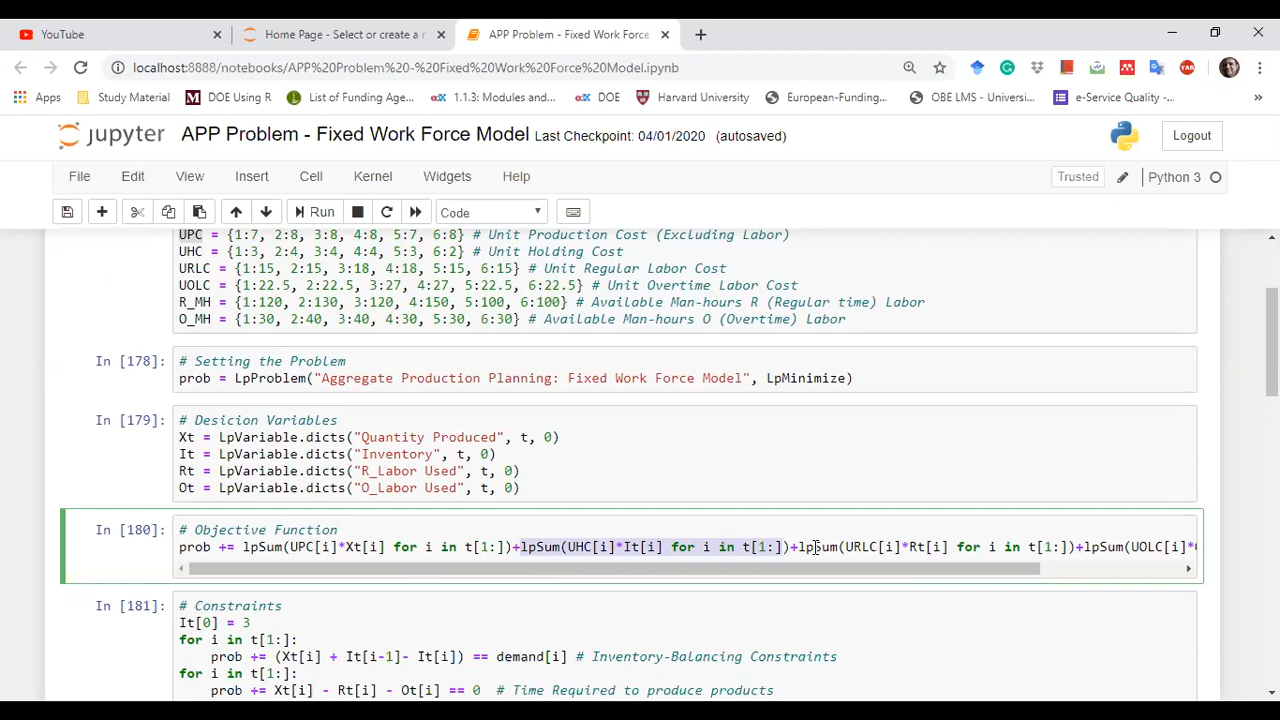 YouTube
Home Page - Select or create a n
APP Problem - Fixed Work Force
localhost:8888/notebooks/APP%20Problem%20-%20Fixed%20Work%20Force%20Model.ipynb
Apps
Study Material
DOE Using R
List of Funding Age...
1.1.3: Modules and...
DOE
Harvard University
European-Funding...
OBE LMS - Universi...
e-Service Quality -...
»
jupyter APP Problem - Fixed Work Force Model Last Checkpoint: 04/01/2020 (autosaved)
Logout
File Edit View Insert Cell Kernel Widgets Help
Trusted
Python 3
Run
Code
UPC = {1:7, 2:8, 3:8, 4:8, 5:7, 6:8} # Unit Production Cost (Excluding Labor)
UHC = {1:3, 2:4, 3:4, 4:4, 5:3, 6:2} # Unit Holding Cost
URLC = {1:15, 2:15, 3:18, 4:18, 5:15, 6:15} # Unit Regular Labor Cost
UOLC = {1:22.5, 2:22.5, 3:27, 4:27, 5:22.5, 6:22.5} # Unit Overtime Labor Cost
R_MH = {1:120, 2:130, 3:120, 4:150, 5:100, 6:100} # Available Man-hours R (Regular time) Labor
O_MH = {1:30, 2:40, 3:40, 4:30, 5:30, 6:30} # Available Man-hours O (Overtime) Labor
In [178]:
# Setting the Problem
prob = LpProblem("Aggregate Production Planning: Fixed Work Force Model", LpMinimize)
In [179]:
# Desicion Variables
Xt = LpVariable.dicts("Quantity Produced", t, 0)
It = LpVariable.dicts("Inventory", t, 0)
Rt = LpVariable.dicts("R_Labor Used", t, 0)
Ot = LpVariable.dicts("O_Labor Used", t, 0)
In [180]:
# Objective Function
prob += lpSum(UPC[i]*Xt[i] for i in t[1:])+lpSum(UHC[i]*It[i] for i in t[1:])+lpSum(URLC[i]*Rt[i] for i in t[1:])+lpSum(UOLC[i]*
In [181]:
# Constraints
It[0] = 3
for i in t[1:]:
prob += (Xt[i] + It[i-1]- It[i]) == demand[i] # Inventory-Balancing Constraints
for i in t[1:]:
prob += Xt[i] - Rt[i] - Ot[i] == 0 # Time Required to produce products